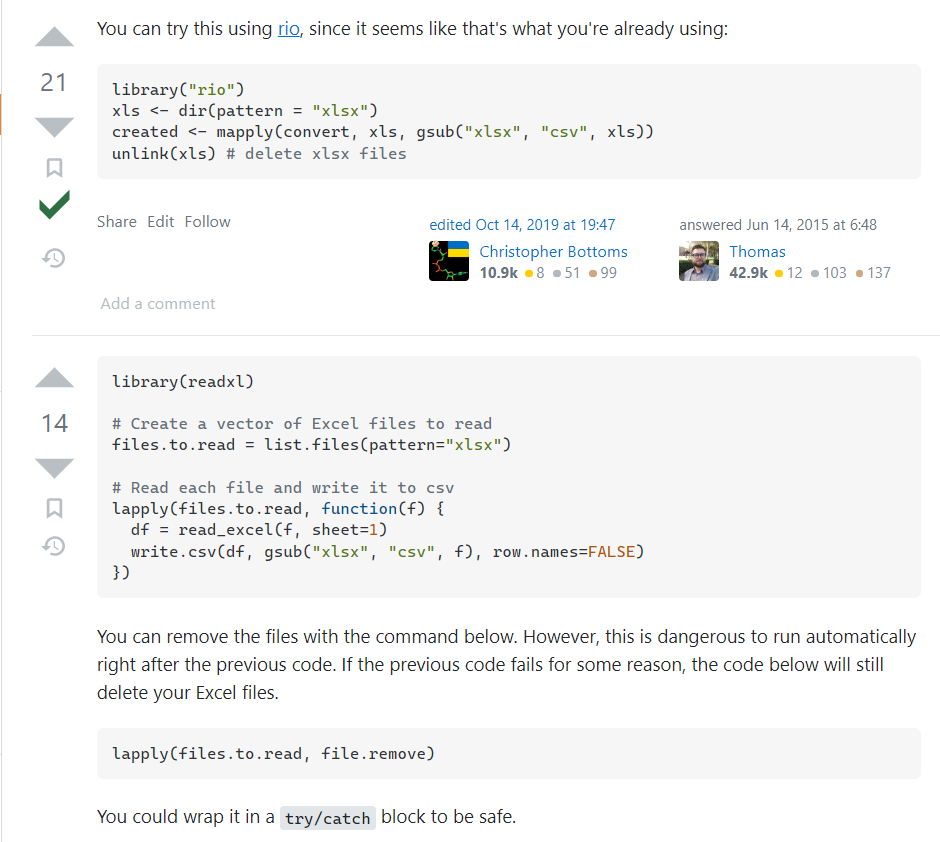 You can try this using rio, since it seems like that's what you're already using:
21
library("rio")
xls <- dir(pattern = "xlsx")
created <- mapply(convert, xls, gsub("xlsx", "csv", xls))
unlink(xls) # delete xlsx files
Share Edit Follow
edited Oct 14, 2019 at 19:47
Christopher Bottoms
10.9k 8 51 99
answered Jun 14, 2015 at 6:48
Thomas
42.9k 12 103 137
Add a comment
14
library(readxl)
# Create a vector of Excel files to read
files.to.read = list.files(pattern="xlsx")
# Read each file and write it to csv
lapply(files.to.read, function(f) {
  df = read_excel(f, sheet=1)
  write.csv(df, gsub("xlsx", "csv", f), row.names=FALSE)
})
You can remove the files with the command below. However, this is dangerous to run automatically
right after the previous code. If the previous code fails for some reason, the code below will still
delete your Excel files.
lapply(files.to.read, file.remove)
You could wrap it in a try/catch block to be safe.